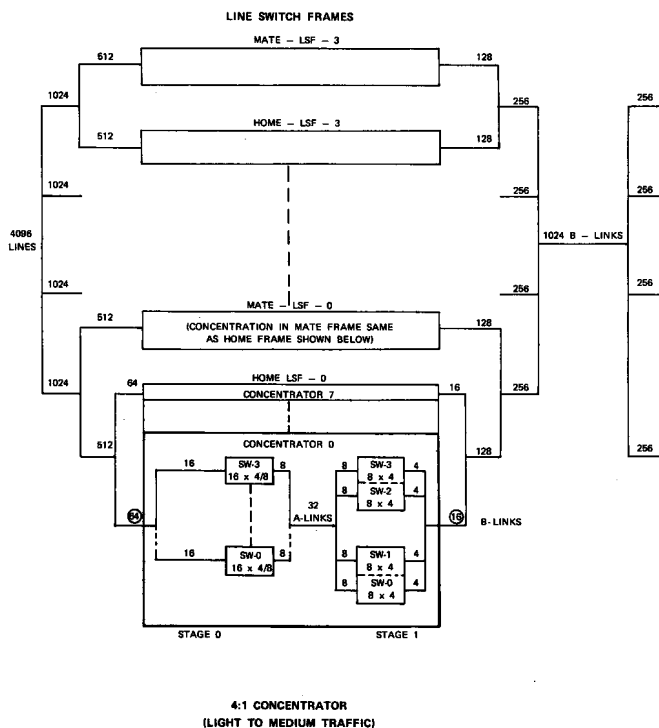 LINE SWITCH FRAMES
MATE - LSF - 3
512
128
1024
256
256
HOME - LSF - 3
512
128
1024
256
256
4096
LINES
1024 B - LINKS
1024
256
256
MATE - LSF - 0
512
(CONCENTRATION IN MATE FRAME SAME
AS HOME FRAME SHOWN BELOW)
128
HOME LSF - 0
1024
64
CONCENTRATOR 7
16
256
512
CONCENTRATOR 0
128
256
16
SW-3
16 x 4/8
8
8
SW-3
8 x 4
4
8
SW-2
8 x 4
4
64
32
A-LINKS
16
B-LINKS
16
SW-0
16 x 4/8
8
8
SW-1
8 x 4
4
8
SW-0
8 x 4
4
STAGE 0
STAGE 1
4:1 CONCENTRATOR
(LIGHT TO MEDIUM TRAFFIC)